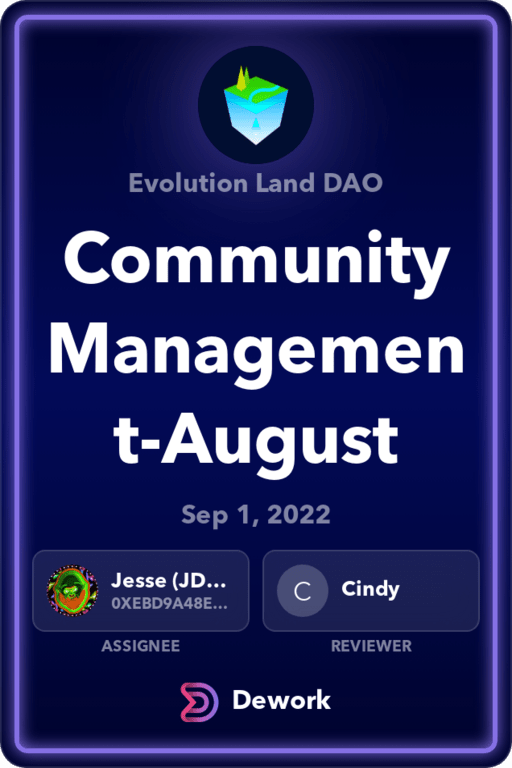 Evolution Land DAO
Community
Managemen
t-August
Sep 1, 2022
Jesse (JD...
0XEBD9A48E...
C
Cindy
ASSIGNEE
REVIEWER
Dework